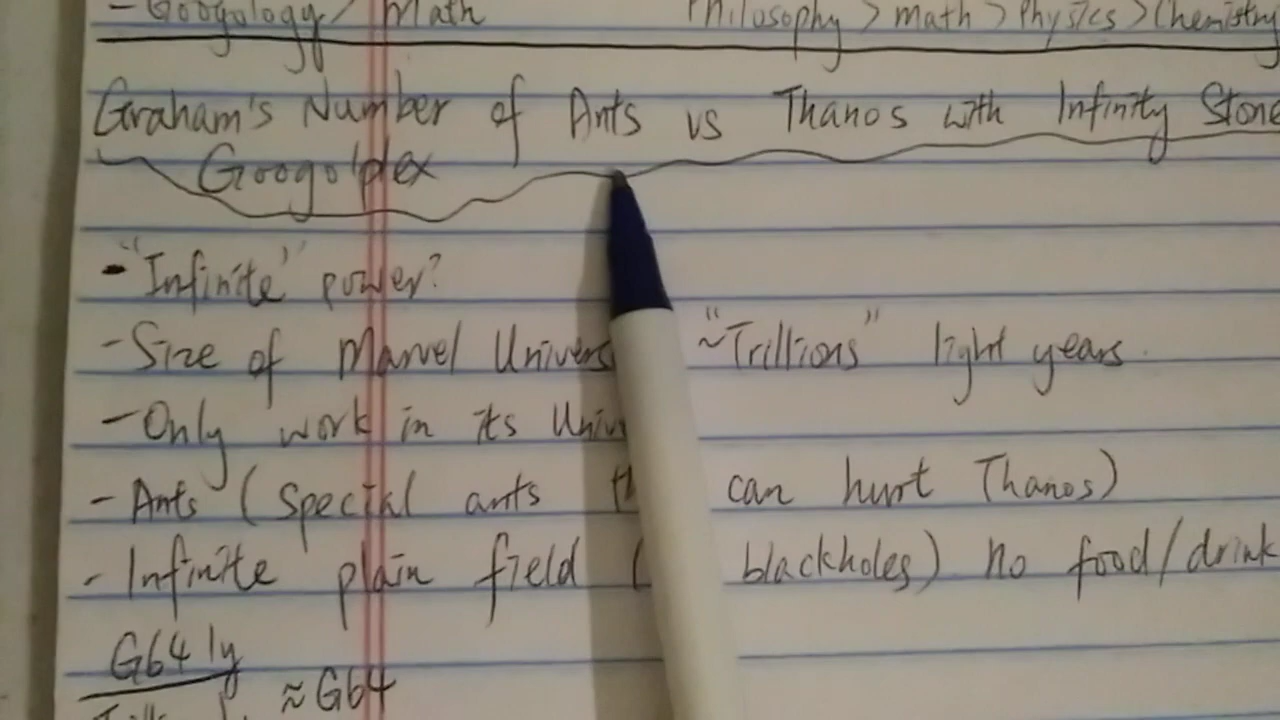 - Googology > Math Philosophy > math > Physics > Chemistry
Graham's Number of Ants vs Thanos with Infinity Stone
Googolplex
- "Infinite" power?
- Size of Marvel Univers "~Trillions" light years
- Only work in its Univ
- Ants (special ants can hurt Thanos)
- Infinite plain field ( blackholes) no food/drink
G64 ly
≈ G64